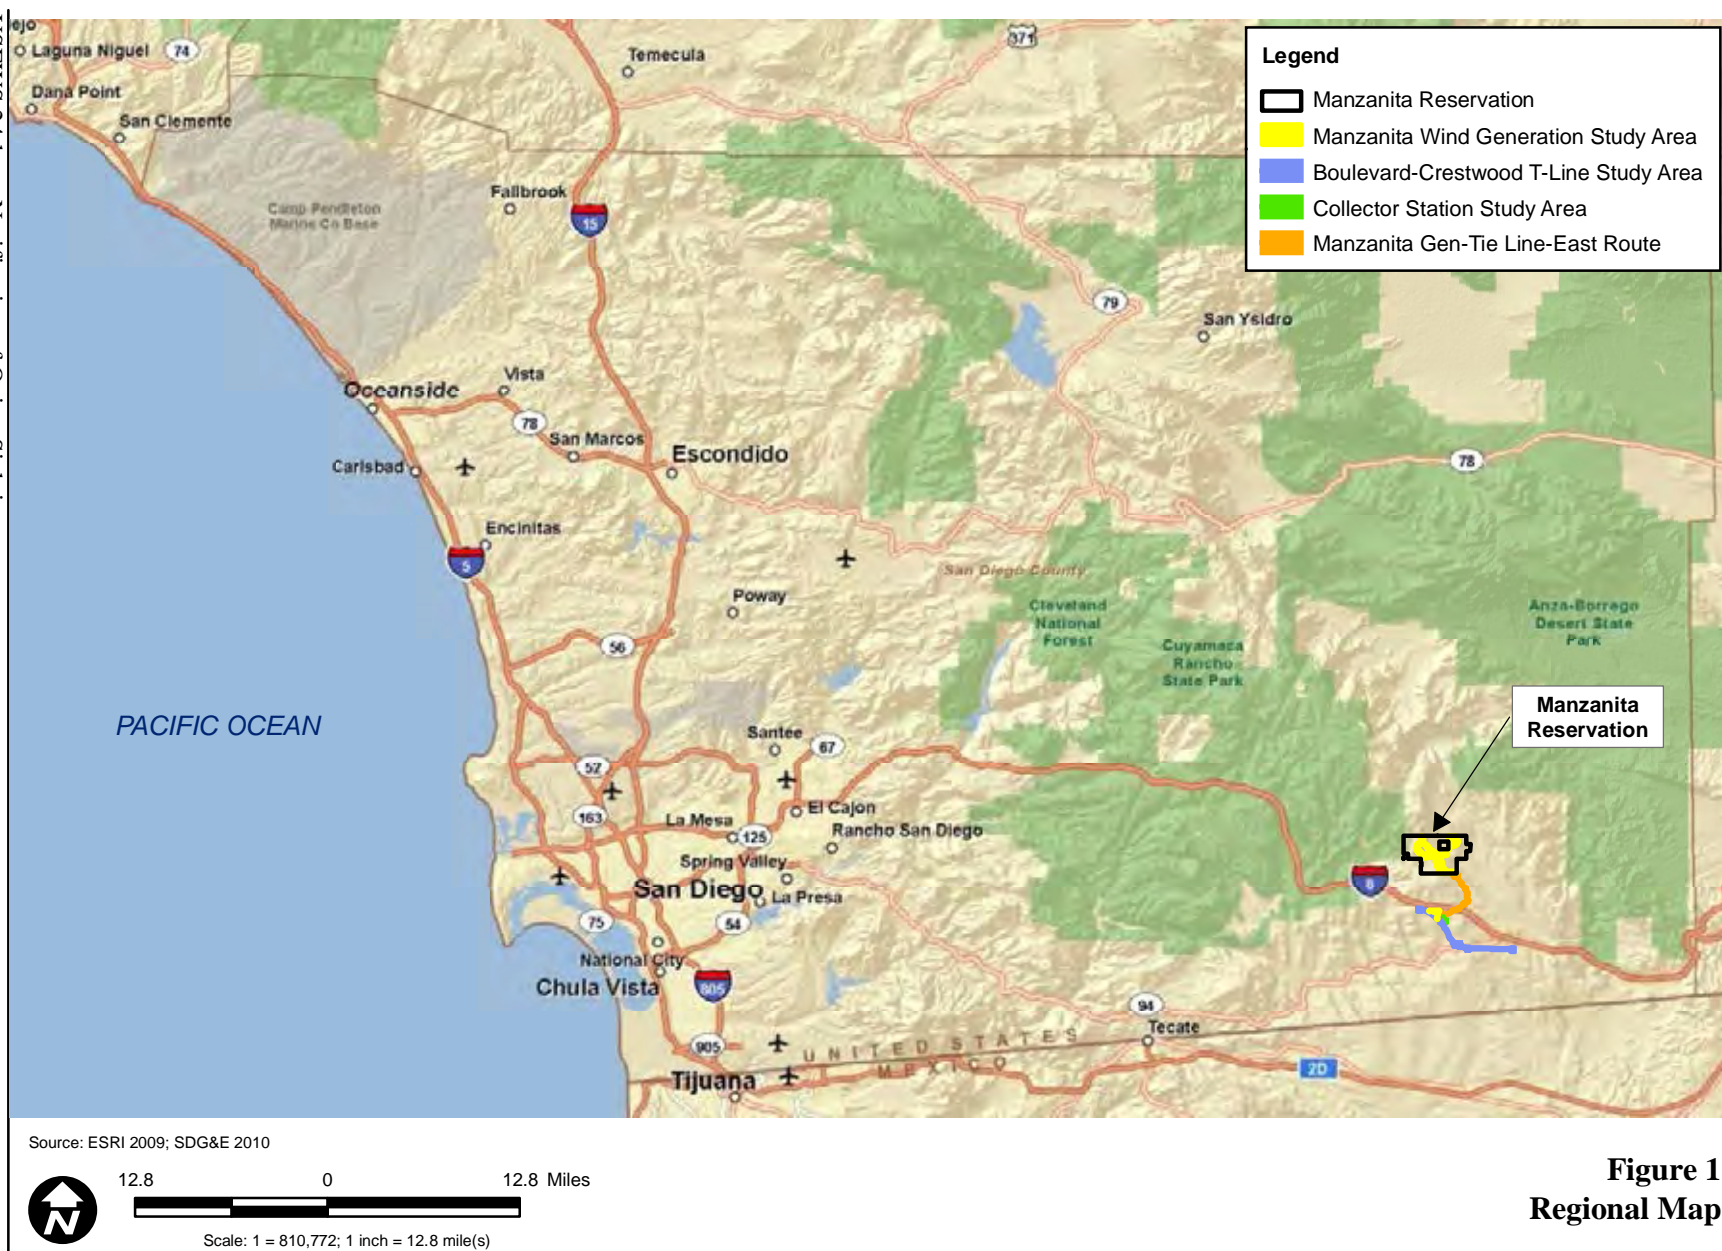 ejo
Laguna Niguel
74
Temecula
371
Dana Point
San Clemente
Fallbrook
Camp Pendleton
Marine Co Base
15
79
San Ysidro
Oceanside
Vista
78
San Marcos
Escondido
Carlsbad
78
Encinitas
5
San Diego County
Poway
Cleveland
National
Forest
Anza-Borrego
Desert State
Park
56
Cuyamaca
Rancho
State Park
PACIFIC OCEAN
Manzanita
Reservation
Santee
67
52
163
La Mesa
125
El Cajon
Rancho San Diego
Spring Valley
San Diego
La Presa
8
75
54
National City
Chula Vista
805
94
Tecate
905
UNITED STATES
MEXICO
Tijuana
2D
Legend
Manzanita Reservation
Manzanita Wind Generation Study Area
Boulevard-Crestwood T-Line Study Area
Collector Station Study Area
Manzanita Gen-Tie Line-East Route
Source: ESRI 2009; SDG&E 2010
12.8 0 12.8 Miles
N
Scale: 1 = 810,772; 1 inch = 12.8 mile(s)
Figure 1
Regional Map